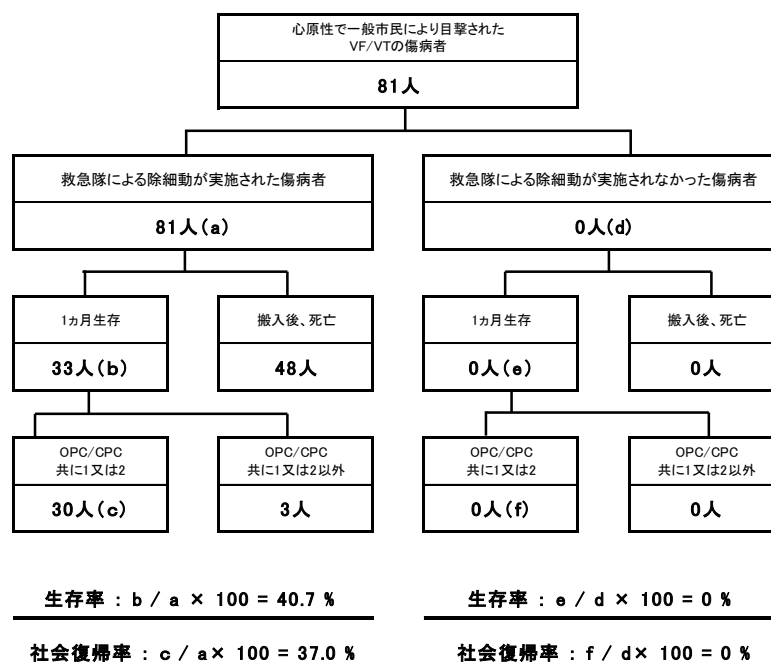 心原性で一般市民により目撃された
VF/VTの傷病者
81人
救急隊による除細動が実施された傷病者
81人(a)
救急隊による除細動が実施されなかった傷病者
0人(d)
1ヵ月生存
33人(b)
搬入後、死亡
48人
1ヵ月生存
0人(e)
搬入後、死亡
0人
OPC/CPC
共に1又は2
30人(c)
OPC/CPC
共に1又は2以外
3人
OPC/CPC
共に1又は2
0人(f)
OPC/CPC
共に1又は2以外
0人
生存率 : b / a × 100 = 40.7 %
生存率 : e / d × 100 = 0 %
社会復帰率 : c / a× 100 = 37.0 %
社会復帰率 : f / d× 100 = 0 %